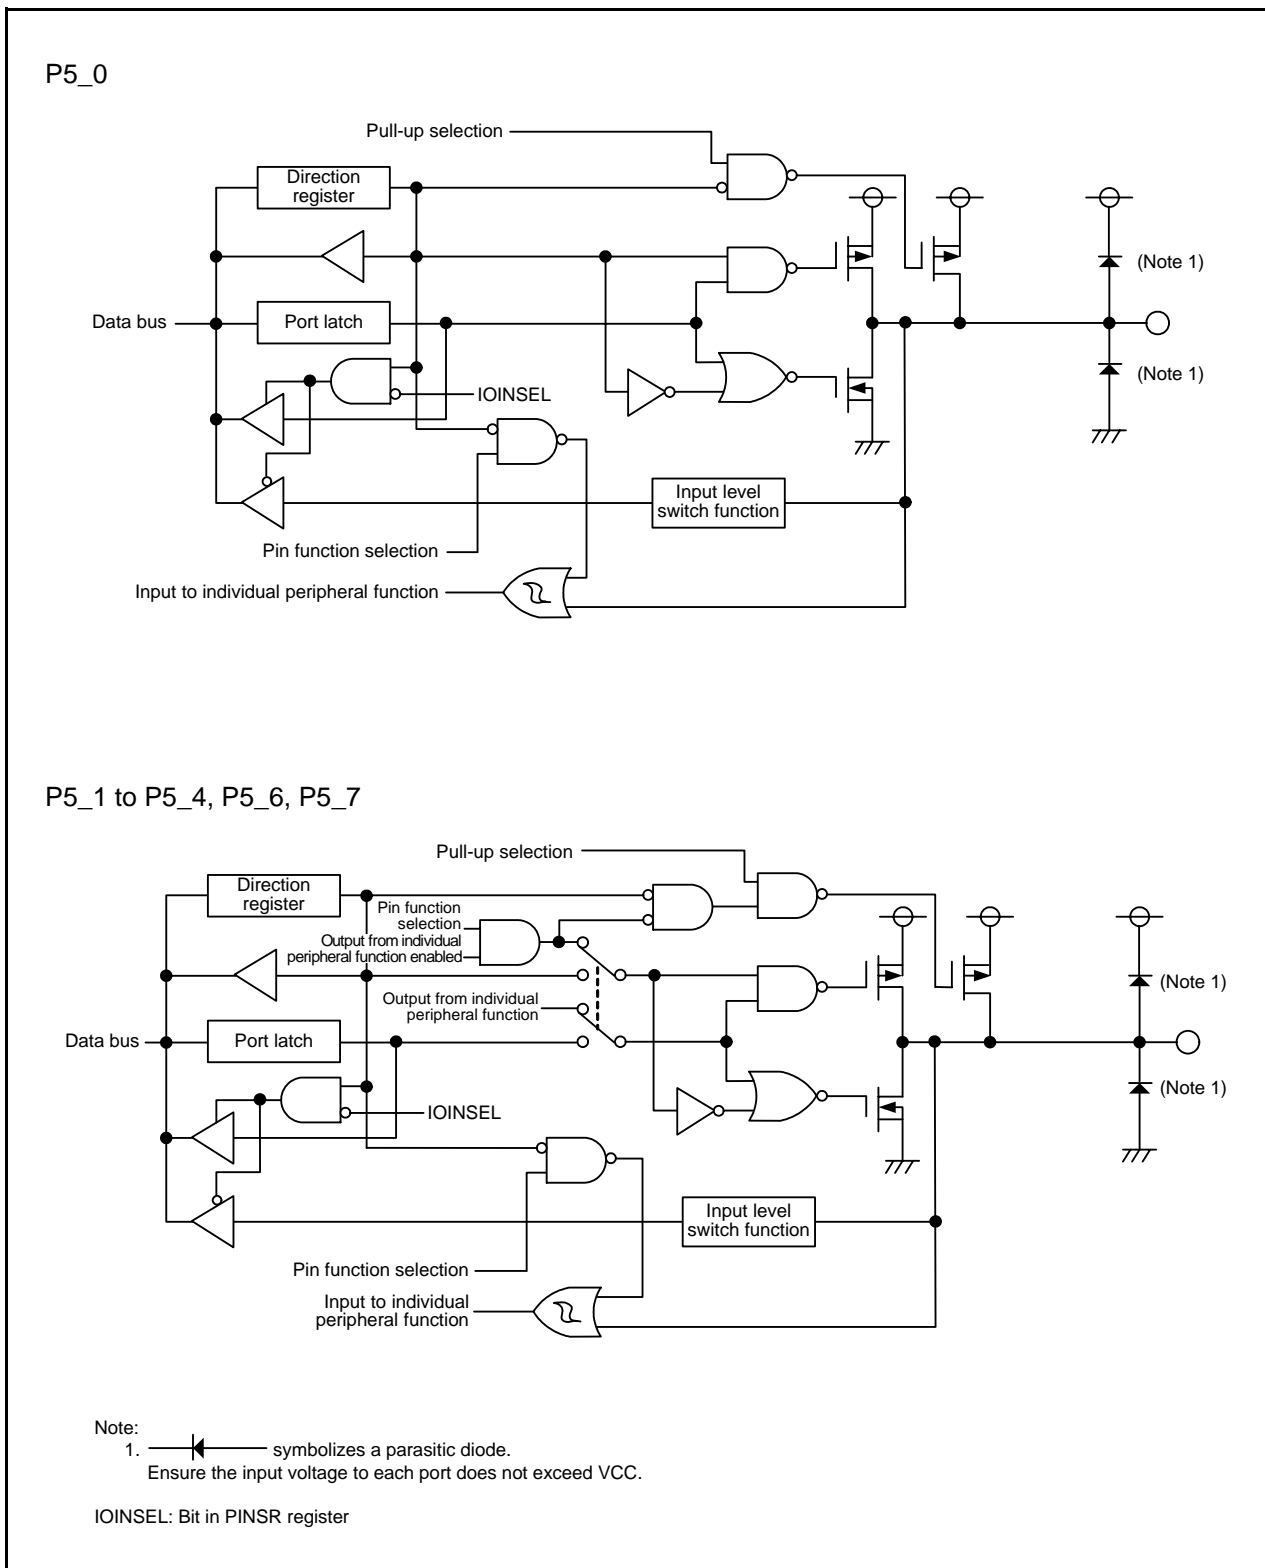 P5_0
Pull-up selection
Direction
register
(Note 1)
Data bus
Port latch
(Note 1)
IOINSEL
Input level
switch function
Pin function selection
Input to individual peripheral function
P5_1 to P5_4, P5_6, P5_7
Pull-up selection
Direction
register
Pin function
selection
Output from individual
peripheral function enabled
(Note 1)
Output from individual
peripheral function
Data bus
Port latch
(Note 1)
IOINSEL
Input level
switch function
Pin function selection
Input to individual
peripheral function
Note:
1. symbolizes a parasitic diode.
Ensure the input voltage to each port does not exceed VCC.
IOINSEL: Bit in PINSR register